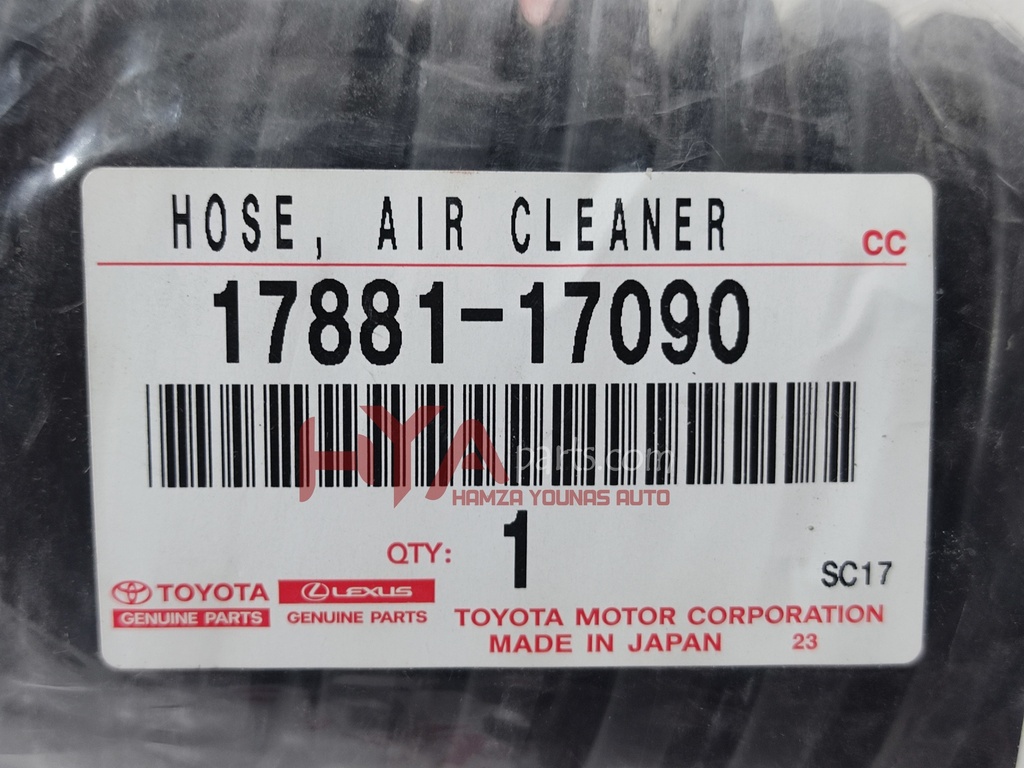 HOSE, AIR CLEANER
CC
17881-17090
HYA parts.com
HAMZA YOUNAS AUTO
QTY: 1
SC17
TOYOTA LEXUS
GENUINE PARTS GENUINE PARTS
TOYOTA MOTOR CORPORATION
MADE IN JAPAN 23